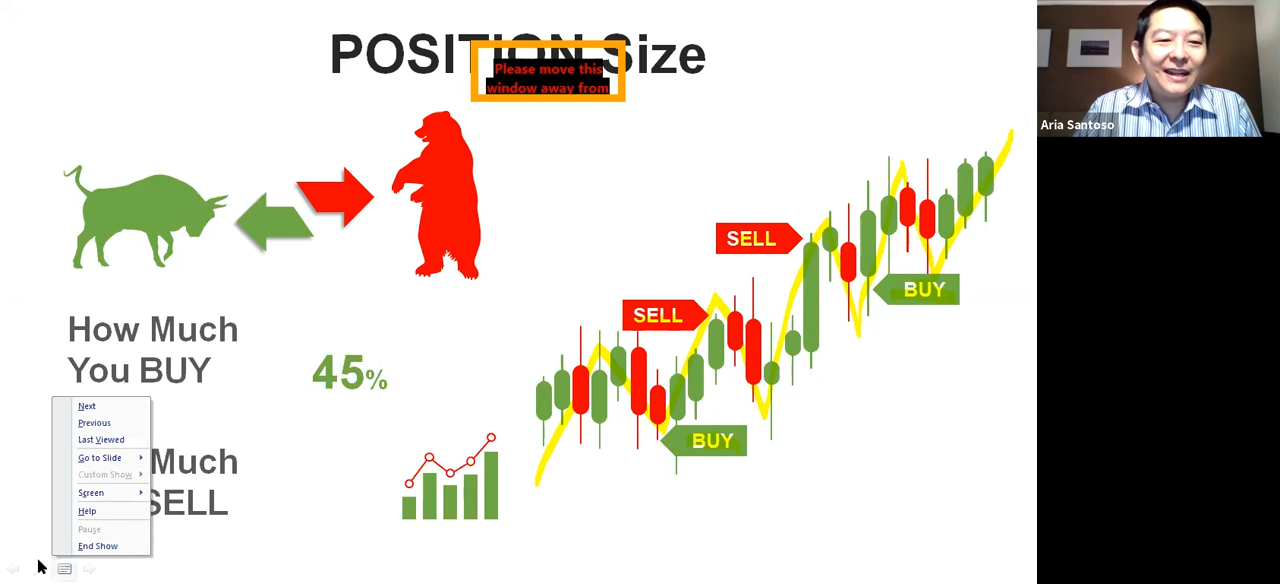 POSITION Size
Please move this
window away from
Aria Santoso
SELL
SELL
BUY
How Much
You BUY
45%
BUY
Next
Previous
Last Viewed
Go to Slide
Custom Show
Screen
Help
Pause
End Show
Much
SELL